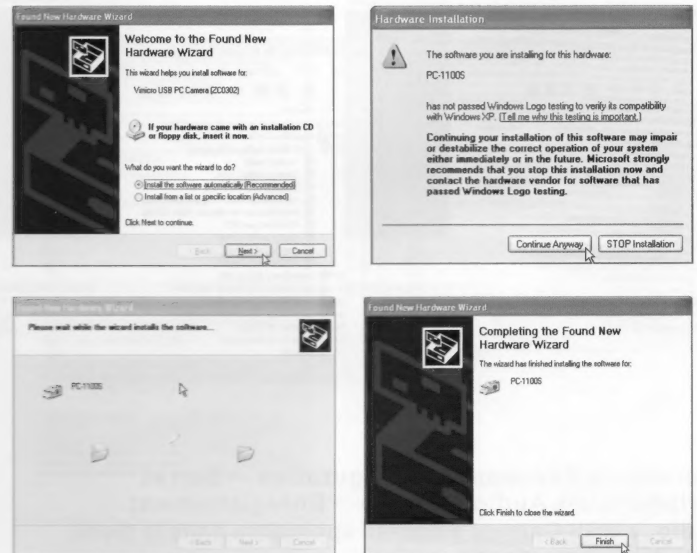 Found New Hardware Wizard
Welcome to the Found New
Hardware Wizard
This wizard helps you install software for:
Vimicro USB PC Camera (ZC0302)
If your hardware came with an installation CD
or floppy disk, insert it now.
What do you want the wizard to do?
Install the software automatically (Recommended)
Install from a list or specific location (Advanced)
Click Next to continue.
< Back
Next >
Cancel
Hardware Installation
The software you are installing for this hardware:
PC-1100S
has not passed Windows Logo testing to verify its compatibility
with Windows XP. (Tell me why this testing is important.)
Continuing your installation of this software may impair
or destabilize the correct operation of your system
either immediately or in the future. Microsoft strongly
recommends that you stop this installation now and
contact the hardware vendor for software that has
passed Windows Logo testing.
Continue Anyway
STOP Installation
Found New Hardware Wizard
Please wait while the wizard installs the software...
PC-1100S
< Back
Next >
Cancel
Found New Hardware Wizard
Completing the Found New
Hardware Wizard
The wizard has finished installing the software for:
PC-1100S
Click Finish to close the wizard.
< Back
Finish
Cancel